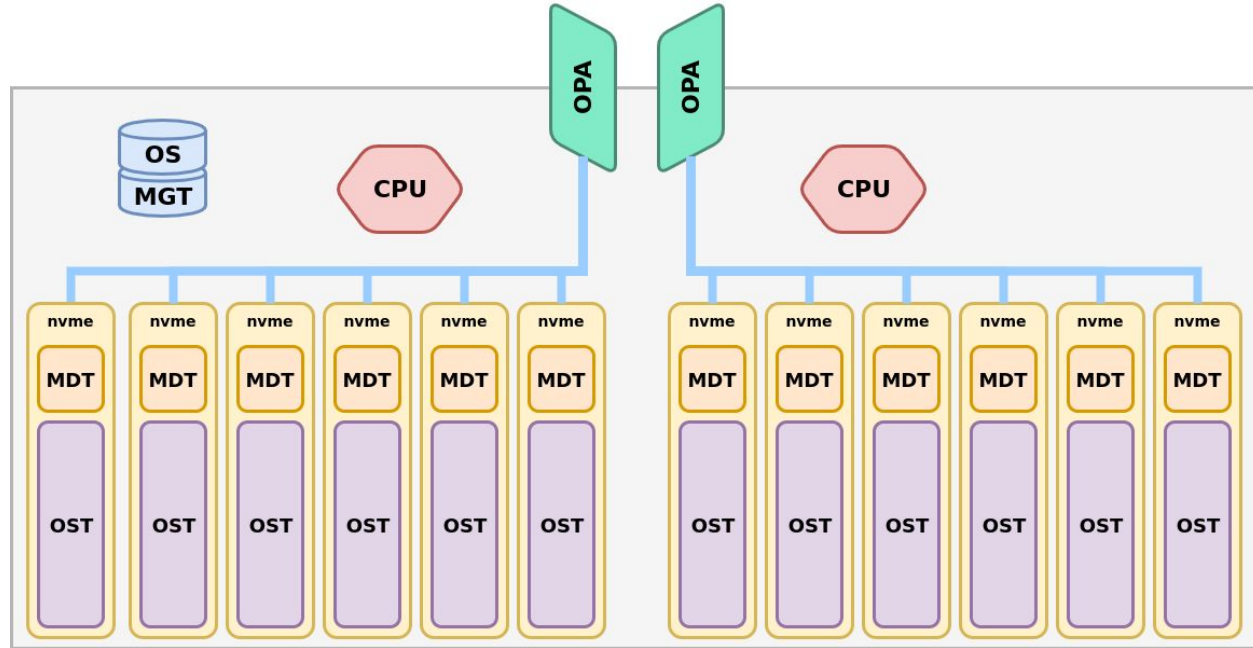 OPA
OPA
OS
MGT
CPU
CPU
nvme nvme nvme nvme nvme nvme nvme nvme nvme nvme nvme nvme
MDT MDT MDT MDT MDT MDT MDT MDT MDT MDT MDT MDT
OST OST OST OST OST OST OST OST OST OST OST OST